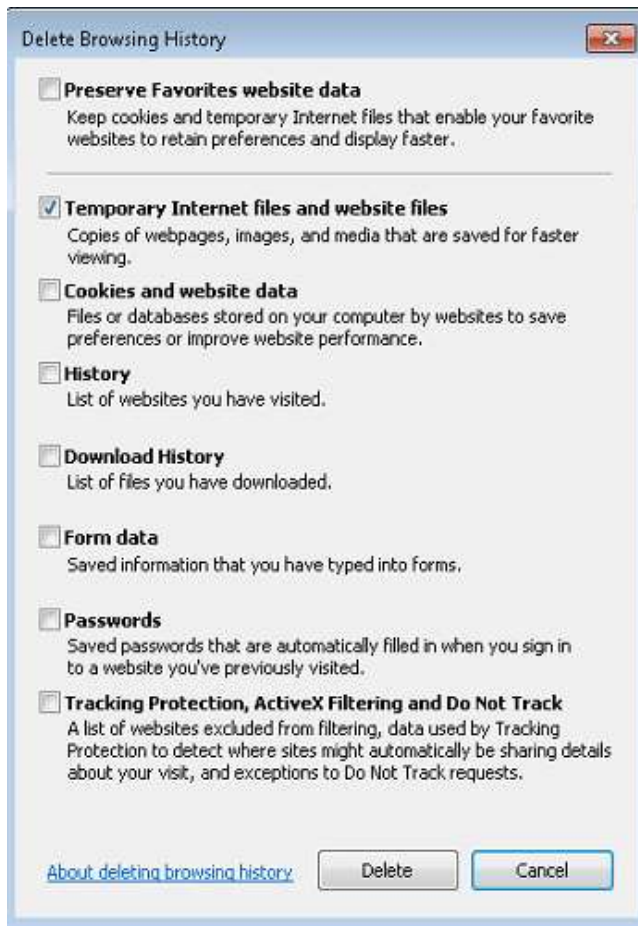 Delete Browsing History
Preserve Favorites website data
Keep cookies and temporary Internet files that enable your favorite
websites to retain preferences and display faster.
Temporary Internet files and website files
Copies of webpages, images, and media that are saved for faster
viewing.
Cookies and website data
Files or databases stored on your computer by websites to save
preferences or improve website performance.
History
List of websites you have visited.
Download History
List of files you have downloaded.
Form data
Saved information that you have typed into forms.
Passwords
Saved passwords that are automatically filled in when you sign in
to a website you've previously visited.
Tracking Protection, ActiveX Filtering and Do Not Track
A list of websites excluded from filtering, data used by Tracking
Protection to detect where sites might automatically be sharing details
about your visit, and exceptions to Do Not Track requests.
About deleting browsing history Delete Cancel